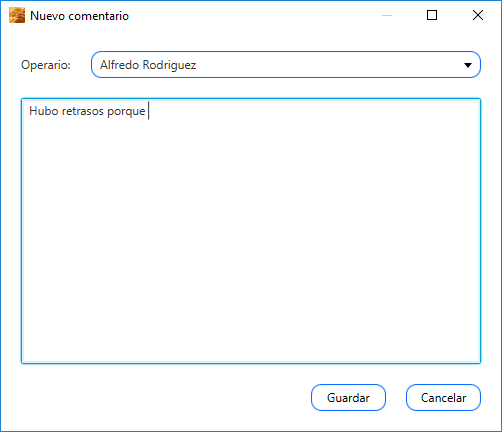 Nuevo comentario
Operario: Alfredo Rodriguez
Hubo retrasos porque
Guardar Cancelar